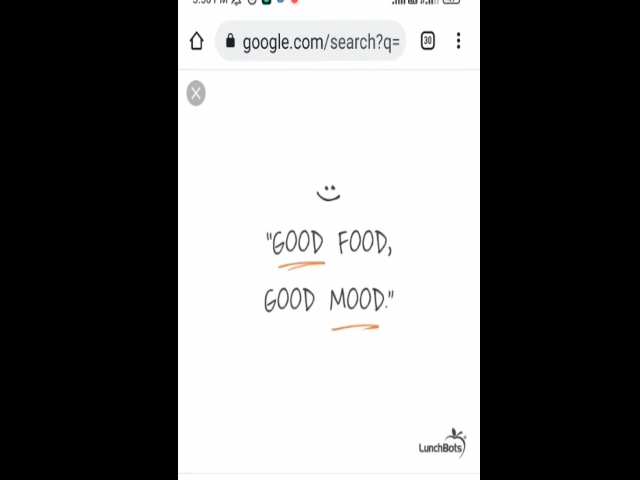 google.com/search?q=
30
"GOOD FOOD,
GOOD MOOD."
LunchBots